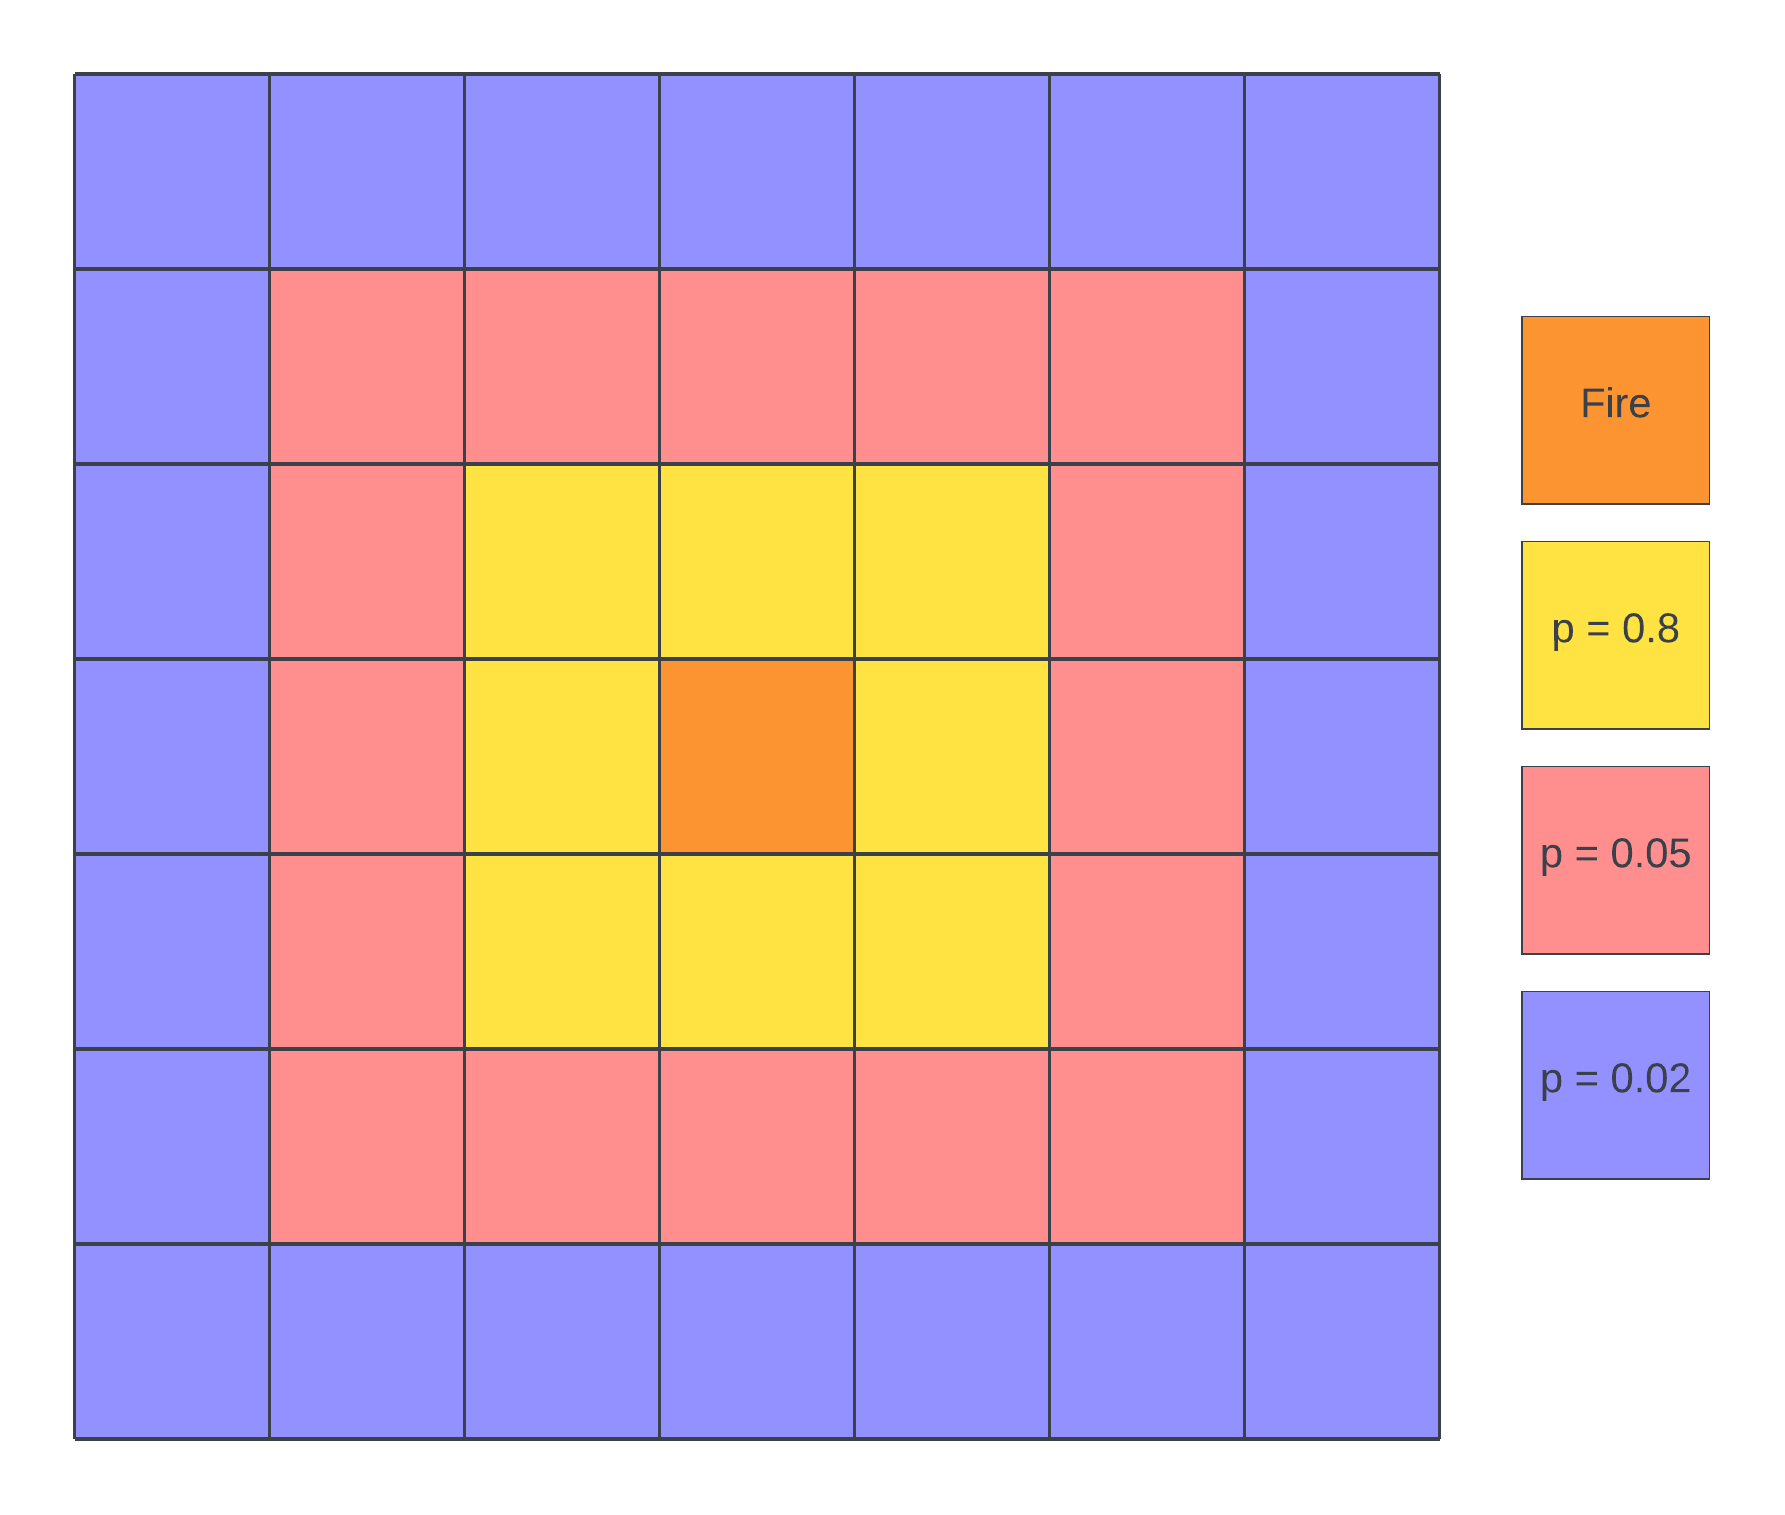 Fire
p = 0.8
p = 0.05
p = 0.02